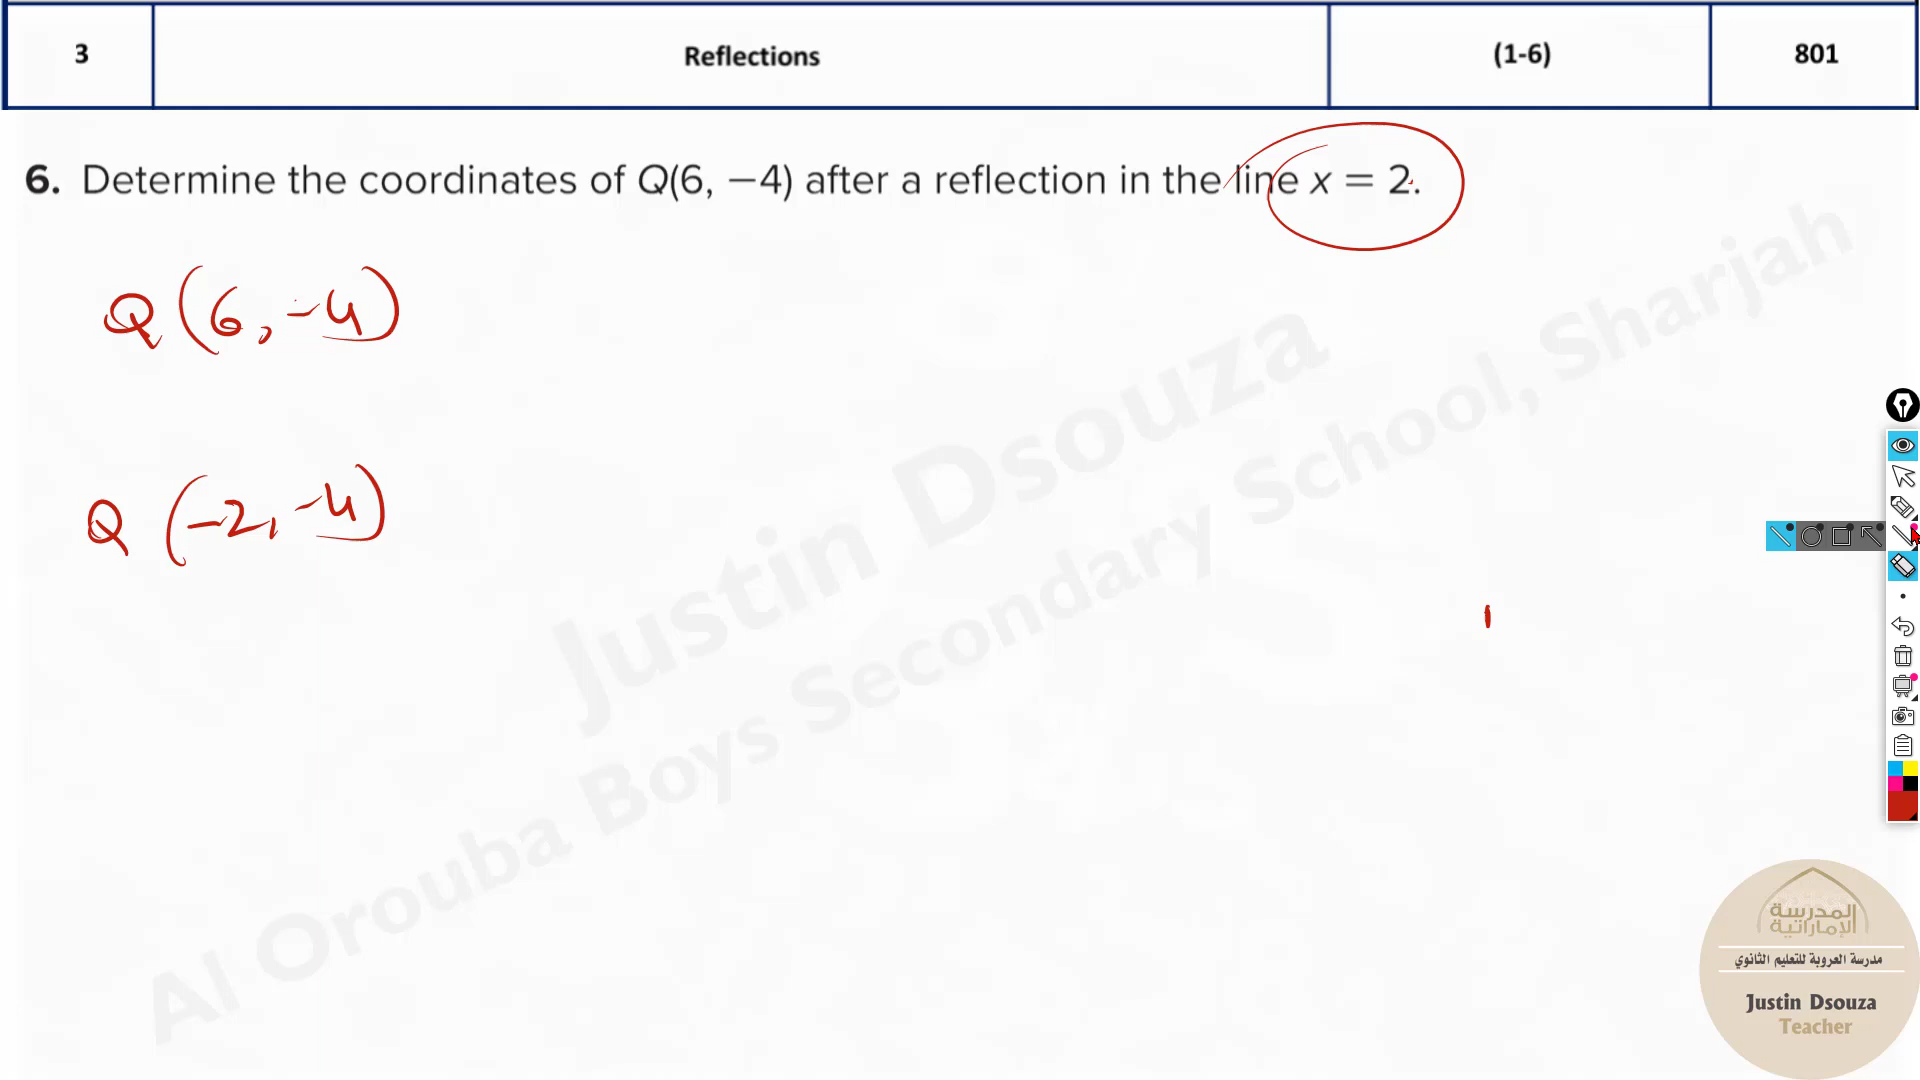 3 Reflections (1-6) 801
6. Determine the coordinates of Q(6, −4) after a reflection in the line x = 2.
Q (6, -4)
Q (-2, -4)
Justin Dsouza
Al Orouba Boys Secondary School, Sharjah
المدرسة
الإماراتية
مدرسة العروبة للتعليم الثانوي
Justin Dsouza
Teacher